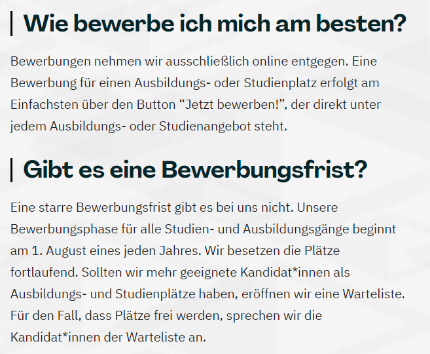 Wie bewerbe ich mich am besten?
Bewerbungen nehmen wir ausschließlich online entgegen. Eine
Bewerbung für einen Ausbildungs- oder Studienplatz erfolgt am
Einfachsten über den Button “Jetzt bewerben!”, der direkt unter
jedem Ausbildungs- oder Studienangebot steht.
Gibt es eine Bewerbungsfrist?
Eine starre Bewerbungsfrist gibt es bei uns nicht. Unsere
Bewerbungsphase für alle Studien- und Ausbildungsgänge beginnt
am 1. August eines jeden Jahres. Wir besetzen die Plätze
fortlaufend. Sollten wir mehr geeignete Kandidat*innen als
Ausbildungs- und Studienplätze haben, eröffnen wir eine Warteliste.
Für den Fall, dass Plätze frei werden, sprechen wir die
Kandidat*innen der Warteliste an.